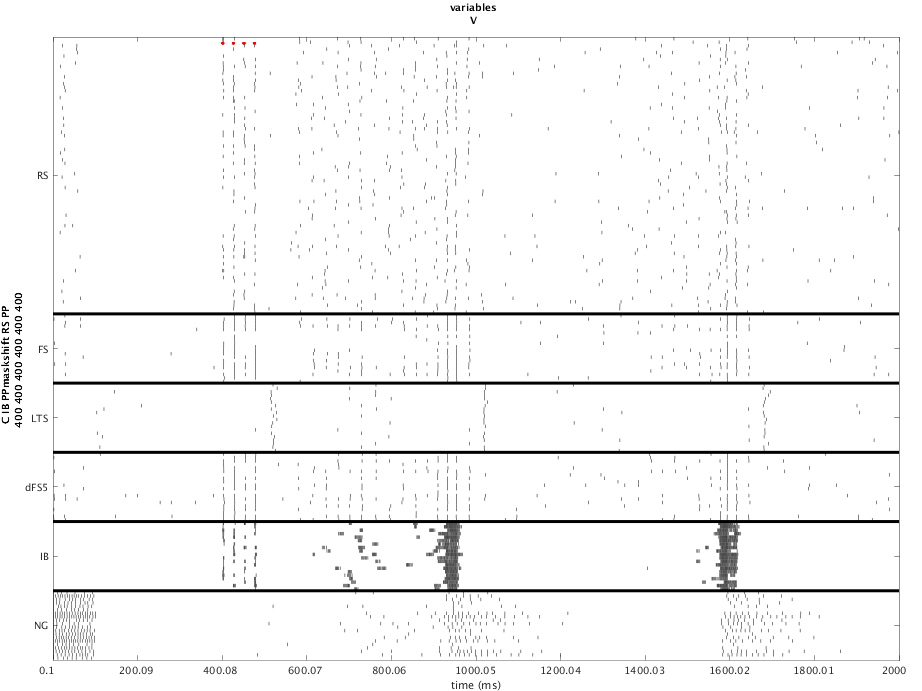 variables
V
C IB PPmaskshift RS PP
400 400 400 400 400 400
RS
FS
LTS
dFS5
IB
NG
0.1 200.09 400.08 600.07 800.06 1000.05 1200.04 1400.03 1600.02 1800.01 2000
time (ms)